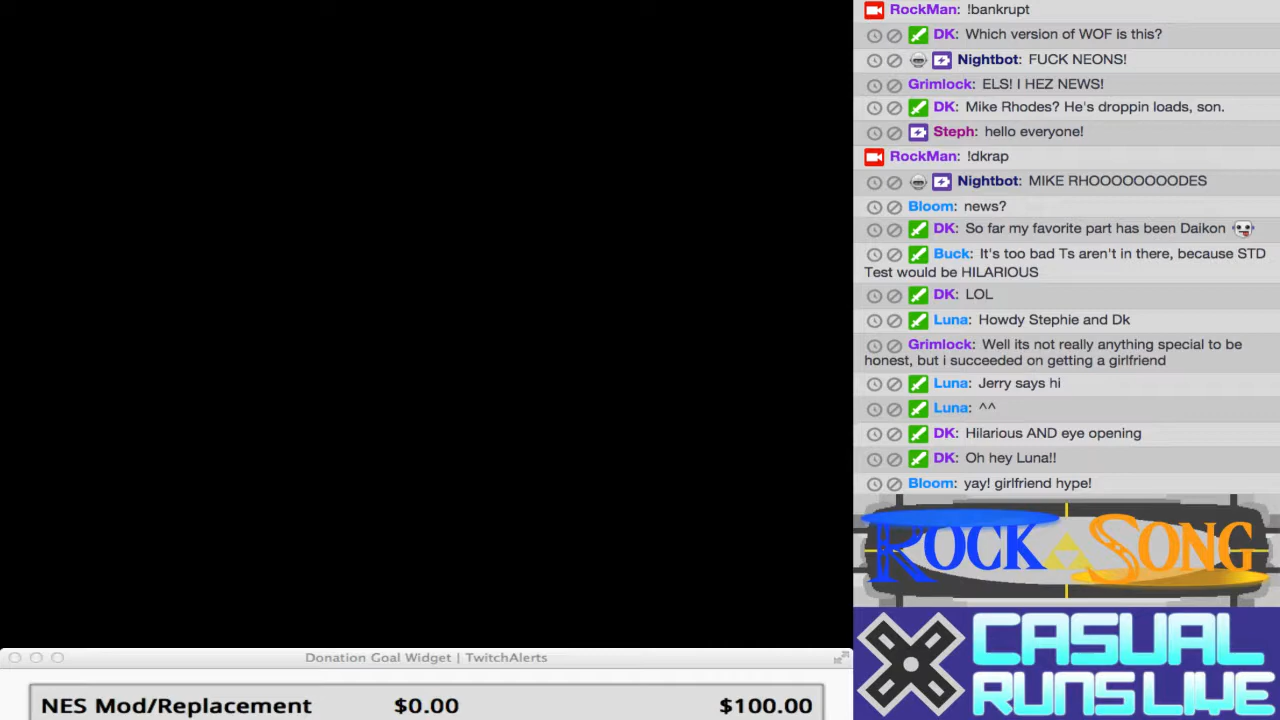 RockMan: !bankrupt
DK: Which version of WOF is this?
Nightbot: FUCK NEONS!
Grimlock: ELS! I HEZ NEWS!
DK: Mike Rhodes? He's droppin loads, son.
Steph: hello everyone!
RockMan: !dkrap
Nightbot: MIKE RHOOOOOOOODES
Bloom: news?
DK: So far my favorite part has been Daikon
Buck: It's too bad Ts aren't in there, because STD
Test would be HILARIOUS
DK: LOL
Luna: Howdy Stephie and Dk
Grimlock: Well its not really anything special to be
honest, but i succeeded on getting a girlfriend
Luna: Jerry says hi
Luna: ^^
DK: Hilarious AND eye opening
DK: Oh hey Luna!!
Bloom: yay! girlfriend hype!
ROCK SONG
CASUAL
RUNS LIVE
Donation Goal Widget | TwitchAlerts
NES Mod/Replacement $0.00 $100.00